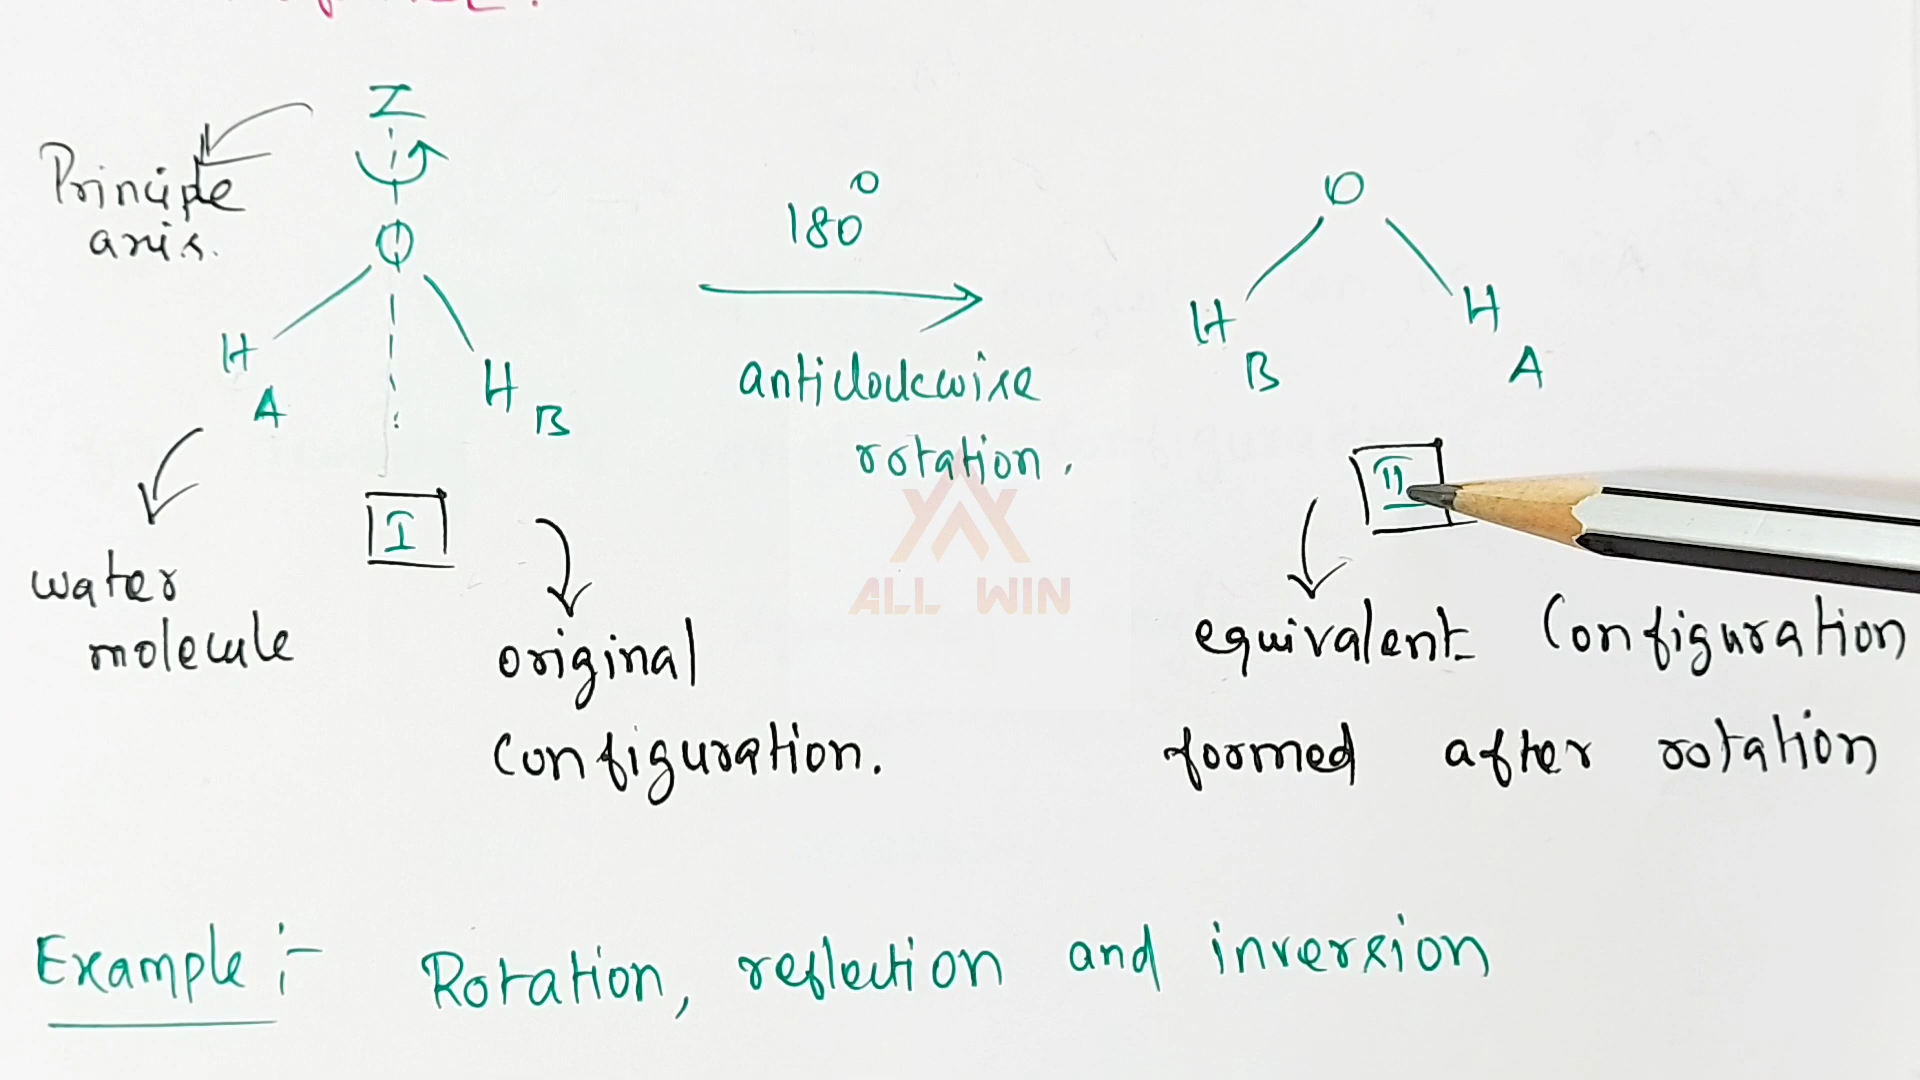 Z
Principle
axis.
O
H
A
H
B
180°
anticlockwise
rotation.
O
H
B
H
A
I
II
water
molecule
original
configuration.
equivalent configuration
formed after rotation
ALL WIN
Example :- Rotation, reflection and inversion